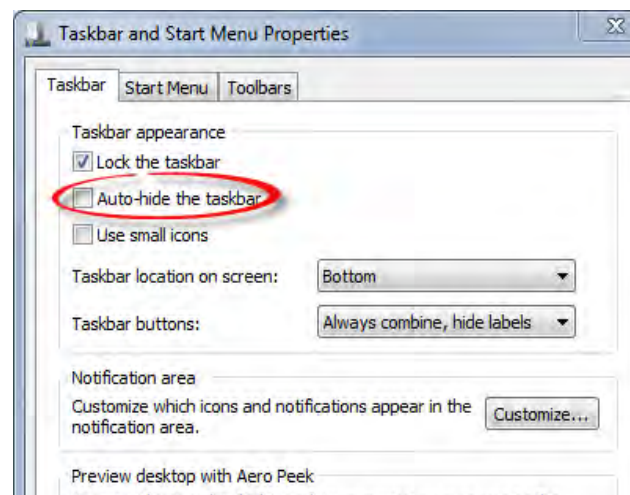 Taskbar and Start Menu Properties
Taskbar
Start Menu
Toolbars
Taskbar appearance
Lock the taskbar
Auto-hide the taskbar
Use small icons
Taskbar location on screen:
Bottom
Taskbar buttons:
Always combine, hide labels
Notification area
Customize which icons and notifications appear in the
notification area.
Customize...
Preview desktop with Aero Peek